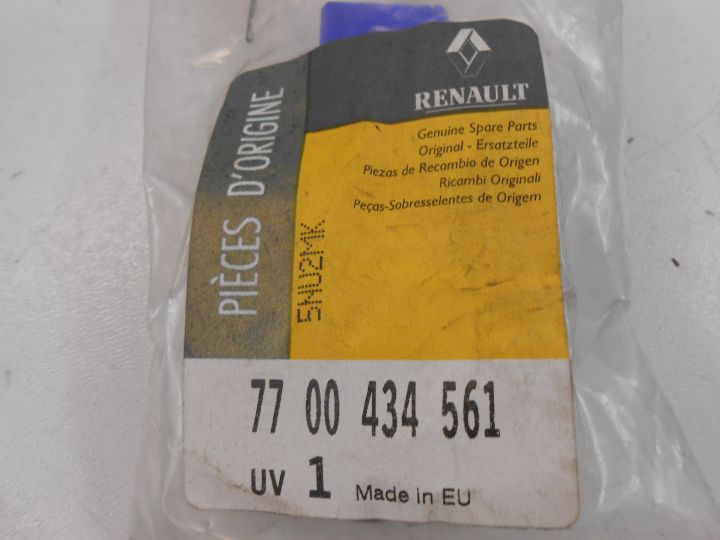 RENAULT
Genuine Spare Parts
Original - Ersatzteile
Piezas de Recambio de Origen
Ricambi Originali
Peças-Sobresselentes de Origem
PIÈCES D'ORIGINE
6WU2MK
77 00 434 561
UV 1 Made in EU